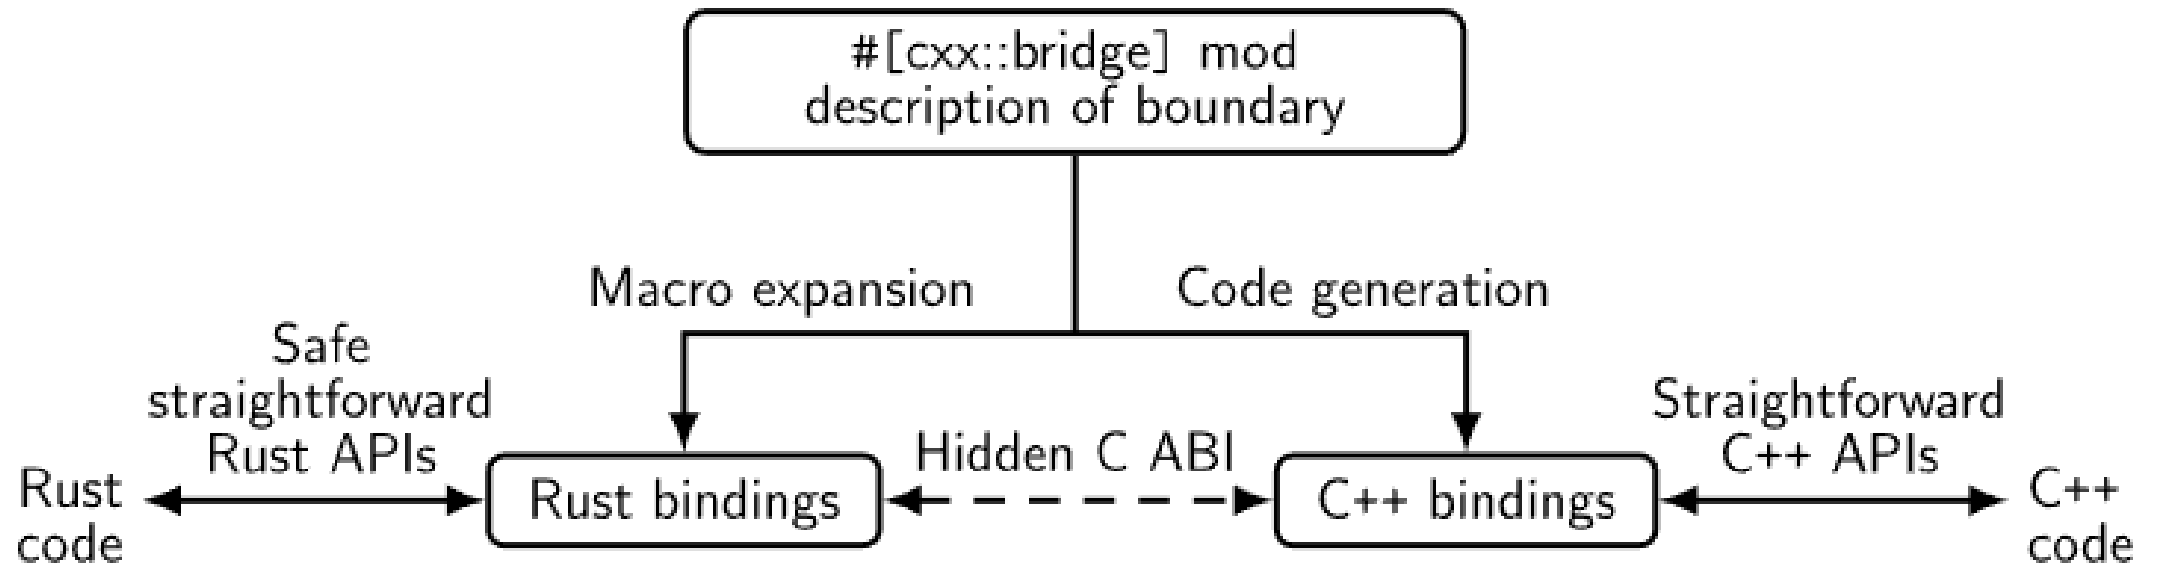 #[cxx::bridge] mod
description of boundary
Macro expansion
Code generation
Safe
straightforward
Rust APIs
Straightforward
C++ APIs
Rust
code
Rust bindings
Hidden C ABI
C++ bindings
C++
code